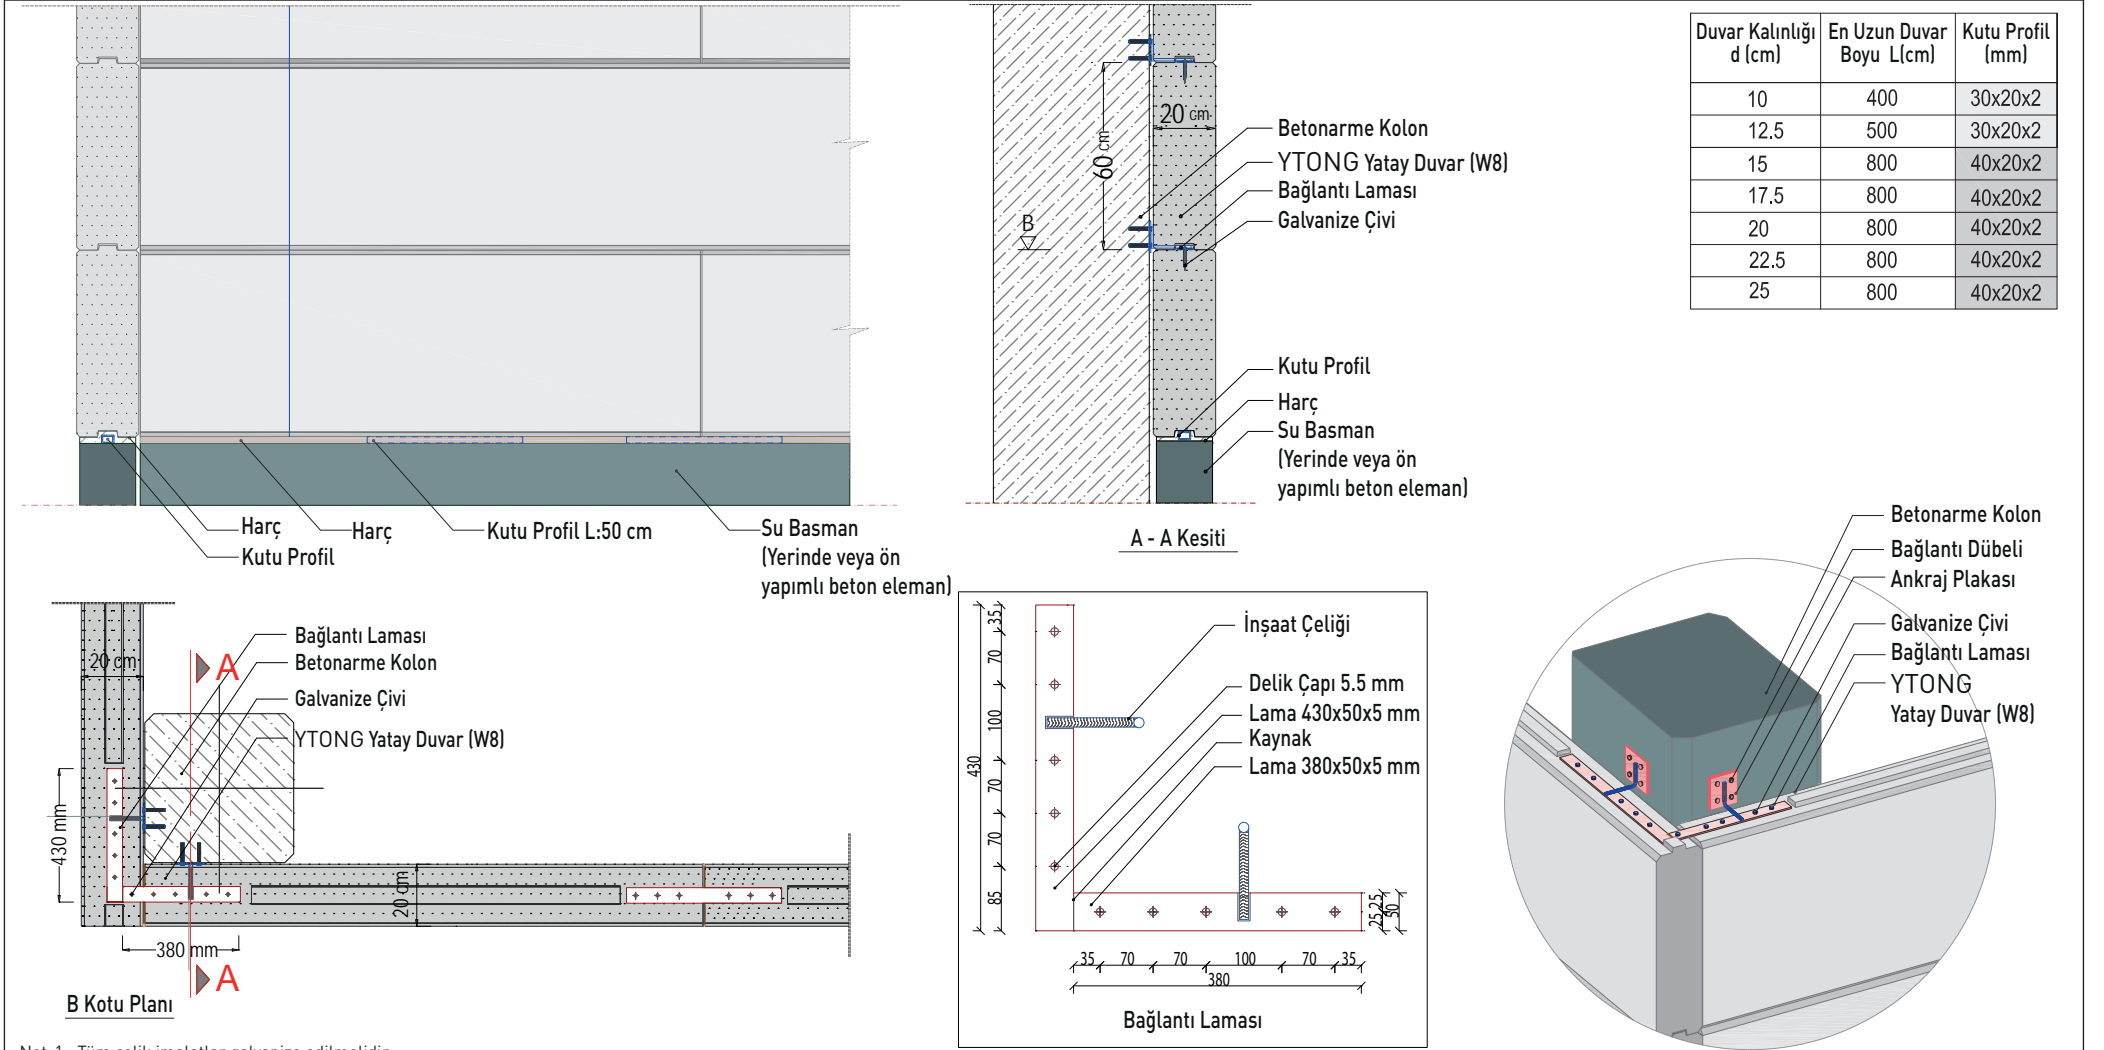 Harç
Kutu Profil
Harç
Kutu Profil L:50 cm
Su Basman
(Yerinde veya ön
yapımlı beton eleman)
20 cm
60 cm
B
Betonarme Kolon
YTONG Yatay Duvar (W8)
Bağlantı Laması
Galvanize Çivi
Kutu Profil
Harç
Su Basman
(Yerinde veya ön
yapımlı beton eleman)
A - A Kesiti
Duvar Kalınlığı d (cm) En Uzun Duvar Boyu L(cm) Kutu Profil (mm)
10 400 30x20x2
12.5 500 30x20x2
15 800 40x20x2
17.5 800 40x20x2
20 800 40x20x2
22.5 800 40x20x2
25 800 40x20x2
20 cm
A
Bağlantı Laması
Betonarme Kolon
Galvanize Çivi
YTONG Yatay Duvar (W8)
430 mm
20 cm
380 mm
A
B Kotu Planı
İnşaat Çeliği
Delik Çapı 5.5 mm
Lama 430x50x5 mm
Kaynak
Lama 380x50x5 mm
430
35
70
100
70
70
85
25 25
50
35 70 70 100 70 35
380
Bağlantı Laması
Betonarme Kolon
Bağlantı Dübeli
Ankraj Plakası
Galvanize Çivi
Bağlantı Laması
YTONG
Yatay Duvar (W8)